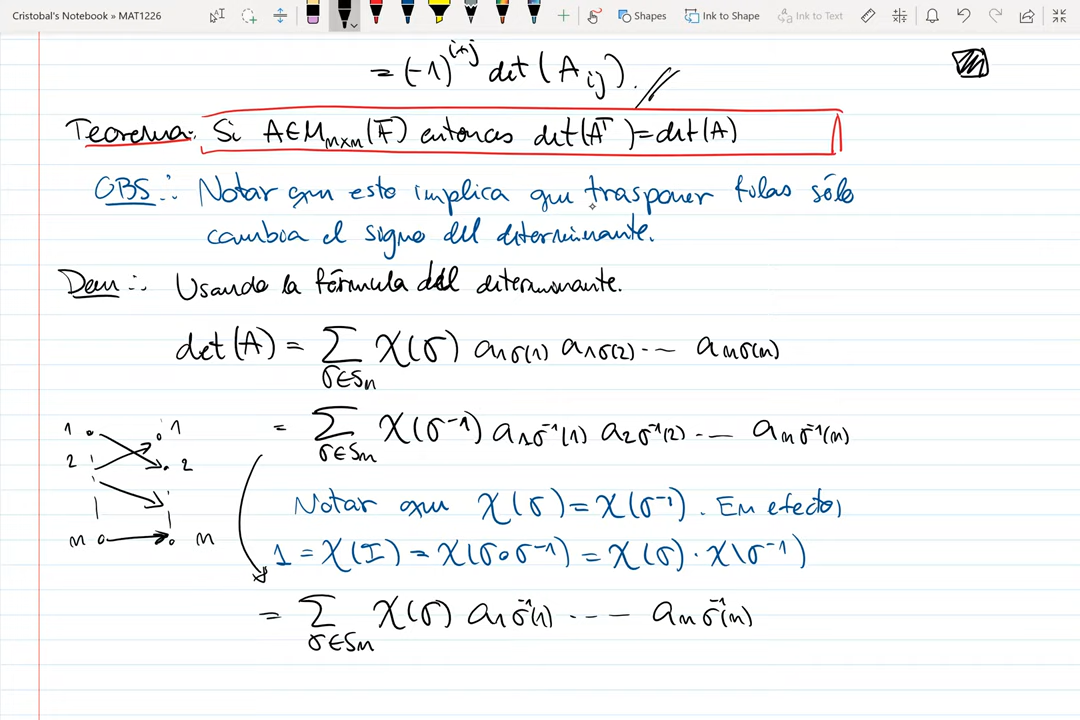 Cristobal's Notebook » MAT1226
Shapes
Ink to Shape
Ink to Text
= (-1)^{i+j} det(A_{ij}). //
Teorema: Si A∈M_{n×n}(F) entonces det(A^T)=det(A)
OBS: Notar que esto implica que trasponer filas sólo
cambia el signo del determinante.
Dem: Usando la fórmula del determinante.
det(A) = Σ_{σ∈S_n} χ(σ) a_{1σ(1)} a_{1σ(2)} ... a_{nσ(n)}
= Σ_{σ∈S_n} χ(σ^{-1}) a_{1σ^{-1}(1)} a_{2σ^{-1}(2)} ... a_{nσ^{-1}(n)}
1 1
2 2
n n
Notar que χ(σ)=χ(σ^{-1}). En efecto,
1 = χ(I) = χ(σ∘σ^{-1}) = χ(σ)·χ(σ^{-1})
= Σ_{σ∈S_n} χ(σ) a_{1σ^{-1}(1)} ... a_{nσ^{-1}(n)}